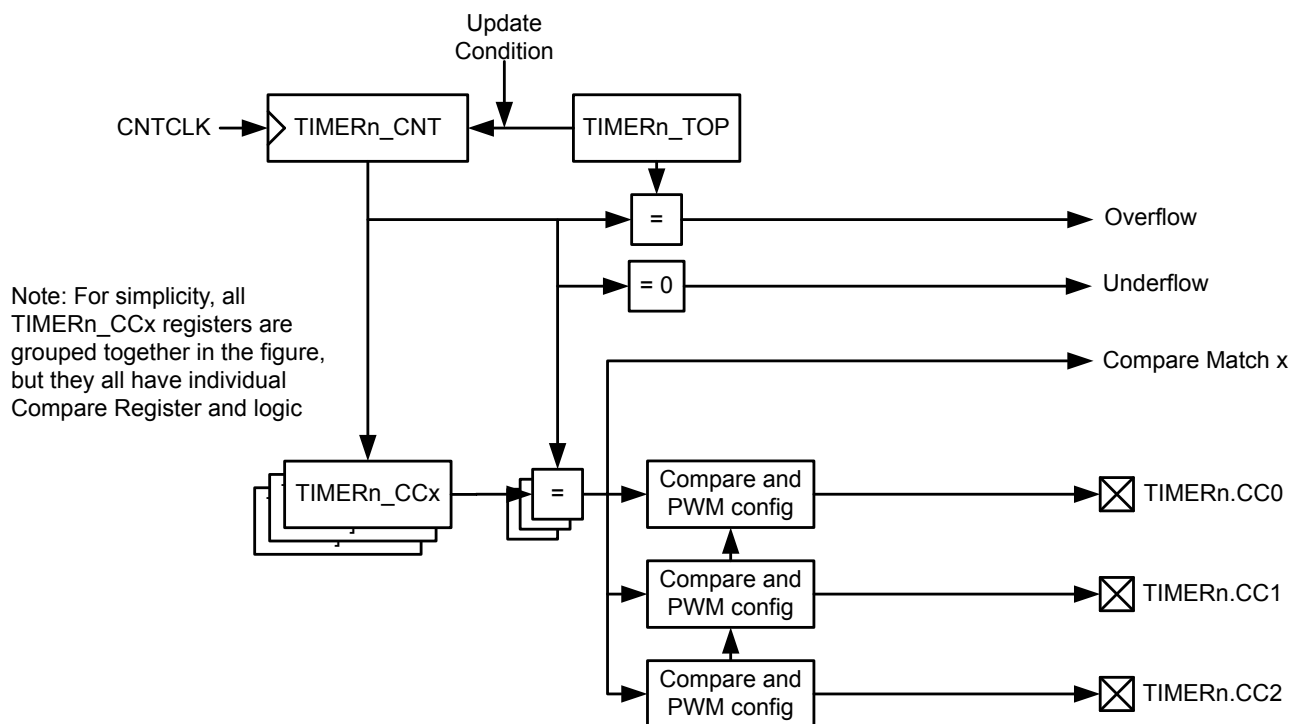 Update
Condition
CNTCLK
TIMERn_CNT
TIMERn_TOP
=
Overflow
= 0
Underflow
Note: For simplicity, all
TIMERn_CCx registers are
grouped together in the figure,
but they all have individual
Compare Register and logic
Compare Match x
TIMERn_CCx
=
Compare and
PWM config
TIMERn.CC0
Compare and
PWM config
TIMERn.CC1
Compare and
PWM config
TIMERn.CC2